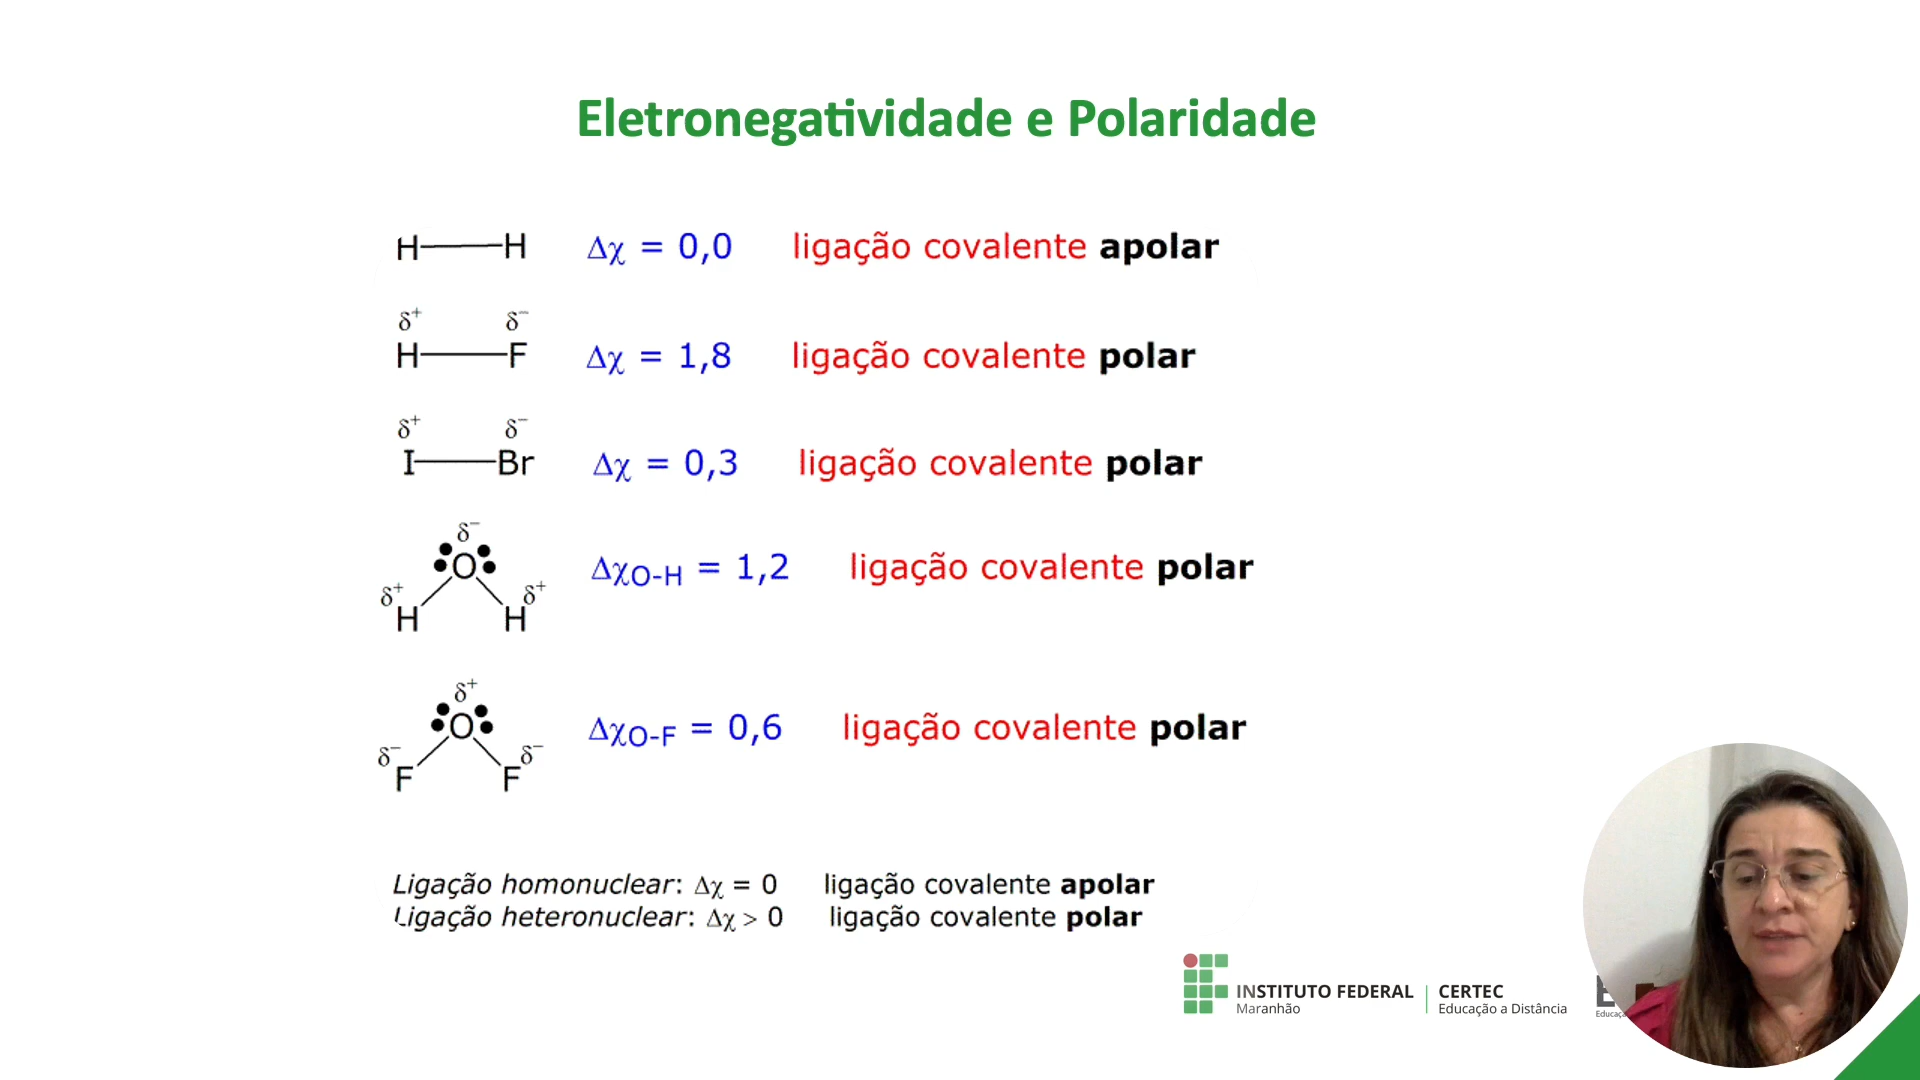 Eletronegatividade e Polaridade
H H Δχ = 0,0 ligação covalente apolar
δ+ δ−
H F Δχ = 1,8 ligação covalente polar
δ+ δ−
I Br Δχ = 0,3 ligação covalente polar
δ−
O ΔχO-H = 1,2 ligação covalente polar
δ+ δ+
H H
δ+
O ΔχO-F = 0,6 ligação covalente polar
δ− δ−
F F
Ligação homonuclear: Δχ = 0 ligação covalente apolar
Ligação heteronuclear: Δχ > 0 ligação covalente polar
INSTITUTO FEDERAL CERTEC
Maranhão Educação a Distância